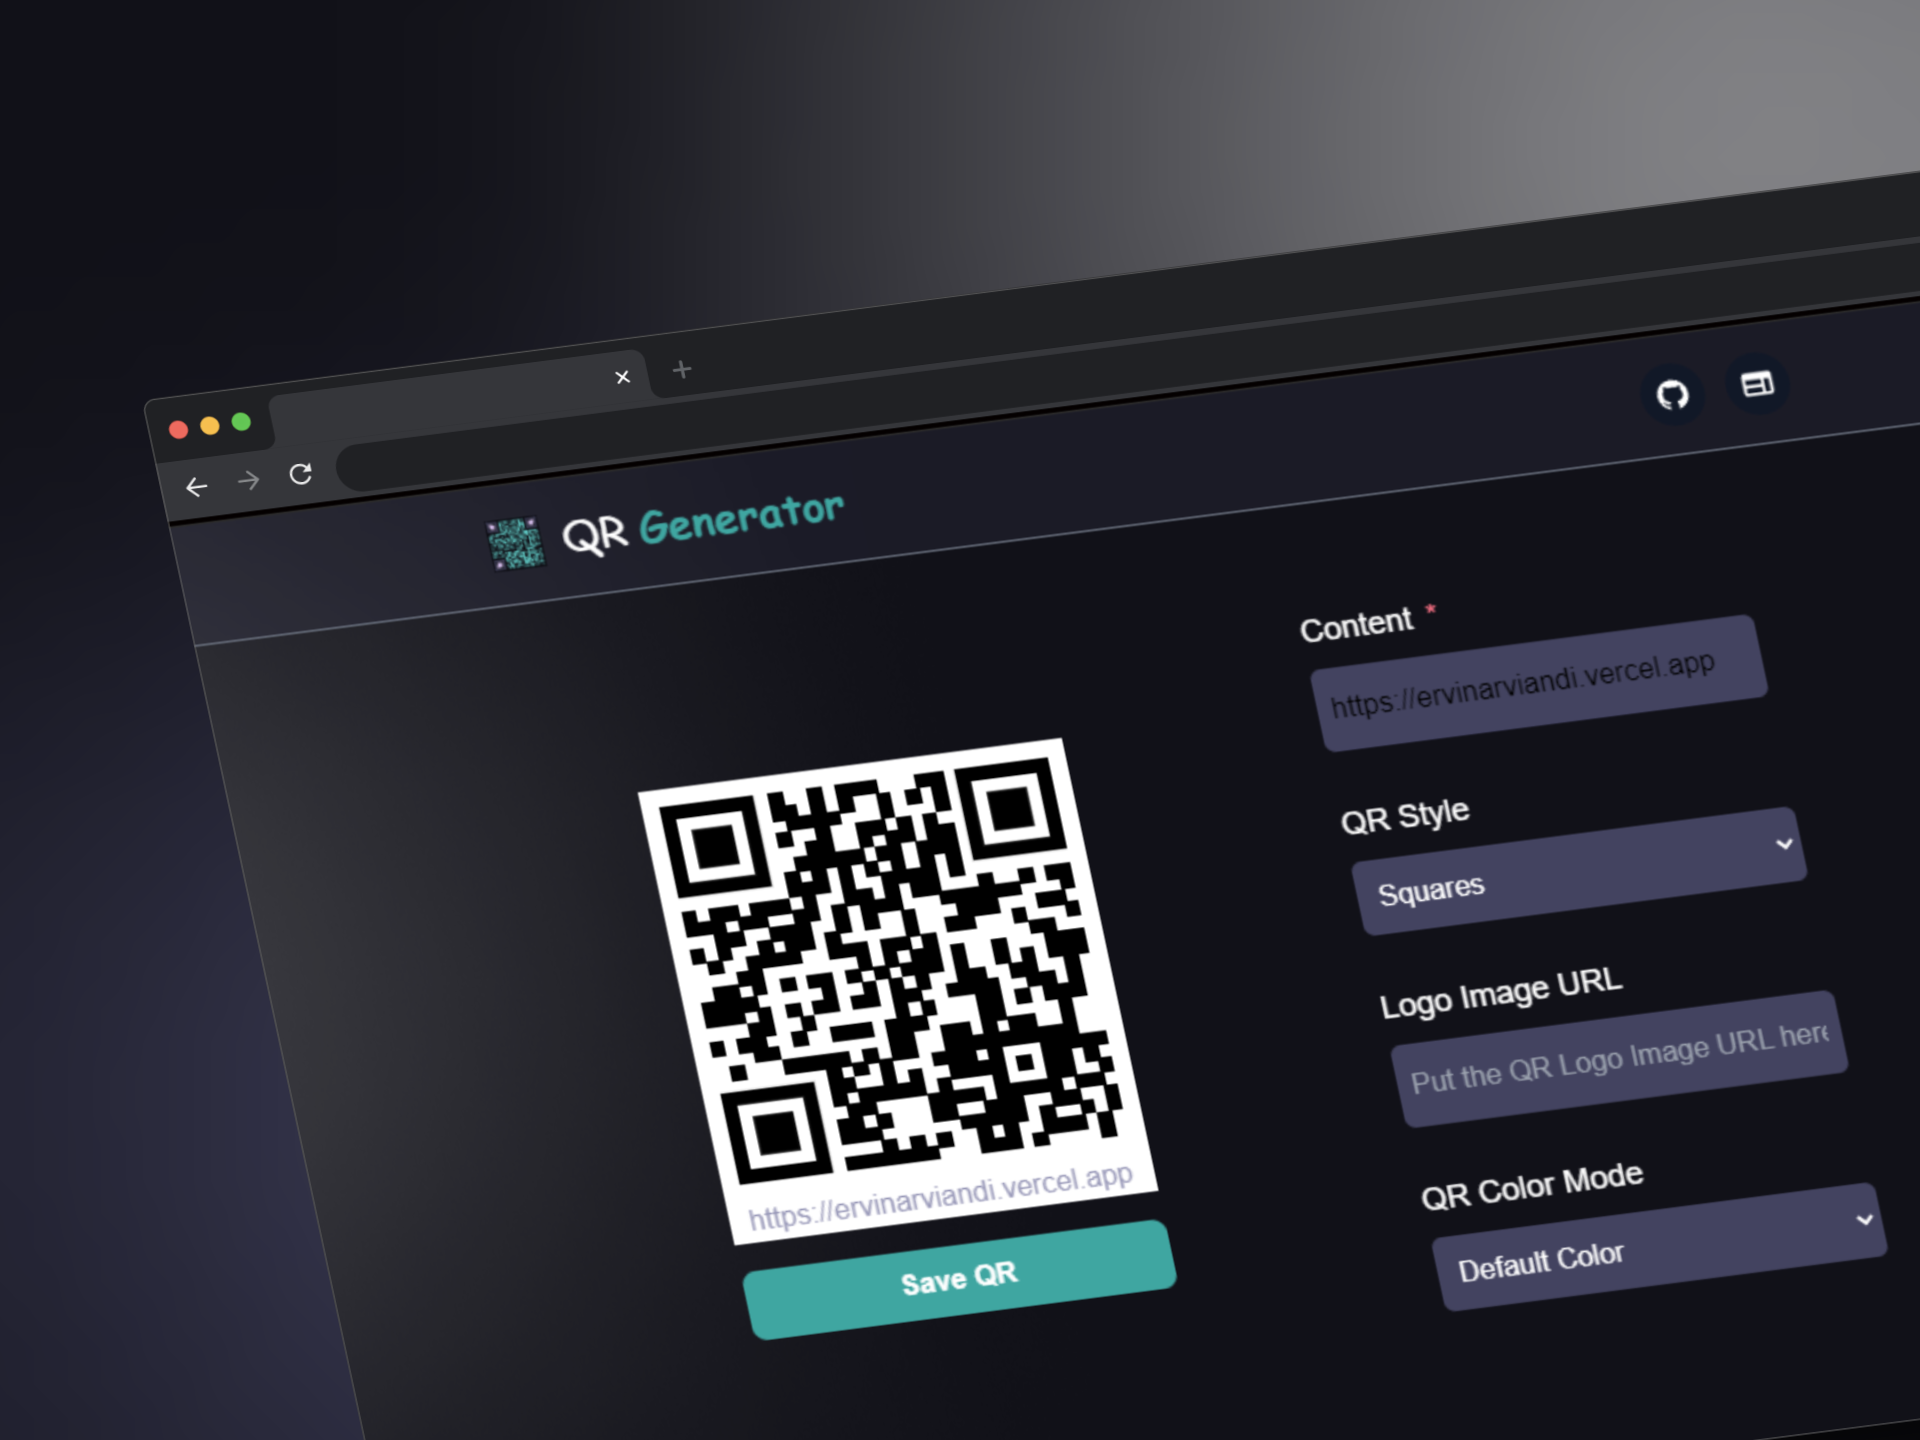 QR Generator
Content *
https://ervinarviandi.vercel.app
QR Style
Squares
Logo Image URL
Put the QR Logo Image URL here
QR Color Mode
Default Color
https://ervinarviandi.vercel.app
Save QR